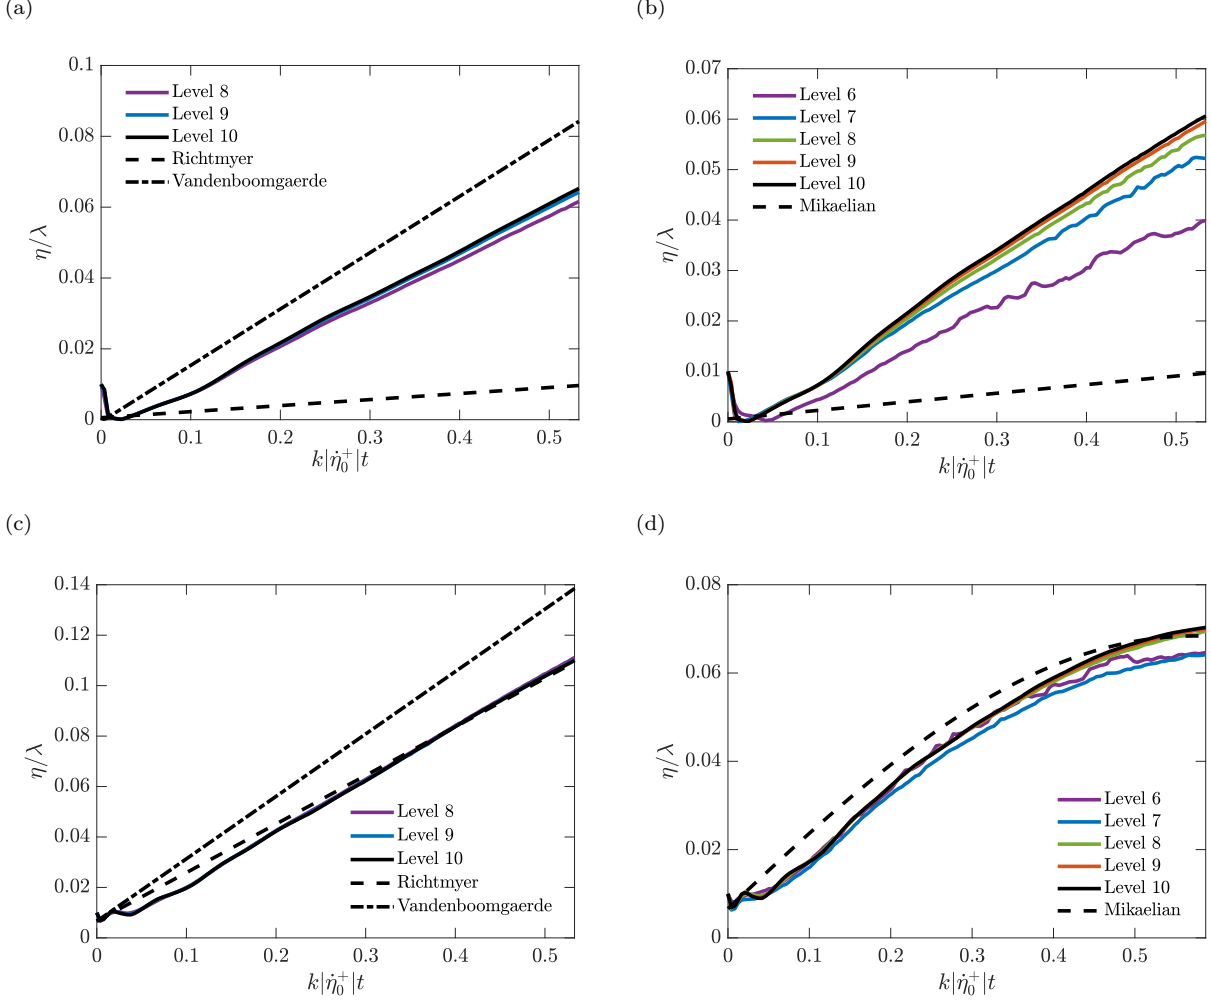 (a)
0.1
0.08
0.06
0.04
0.02
0
η/λ
Level 8
Level 9
Level 10
Richtmyer
Vandenboomgaerde
0 0.1 0.2 0.3 0.4 0.5
k|η̇₀⁺|t
(b)
0.07
0.06
0.05
0.04
0.03
0.02
0.01
0
η/λ
Level 6
Level 7
Level 8
Level 9
Level 10
Mikaelian
0 0.1 0.2 0.3 0.4 0.5
k|η̇₀⁺|t
(c)
0.14
0.12
0.1
0.08
0.06
0.04
0.02
0
η/λ
Level 8
Level 9
Level 10
Richtmyer
Vandenboomgaerde
0 0.1 0.2 0.3 0.4 0.5
k|η̇₀⁺|t
(d)
0.08
0.06
0.04
0.02
0
η/λ
Level 6
Level 7
Level 8
Level 9
Level 10
Mikaelian
0 0.1 0.2 0.3 0.4 0.5
k|η̇₀⁺|t